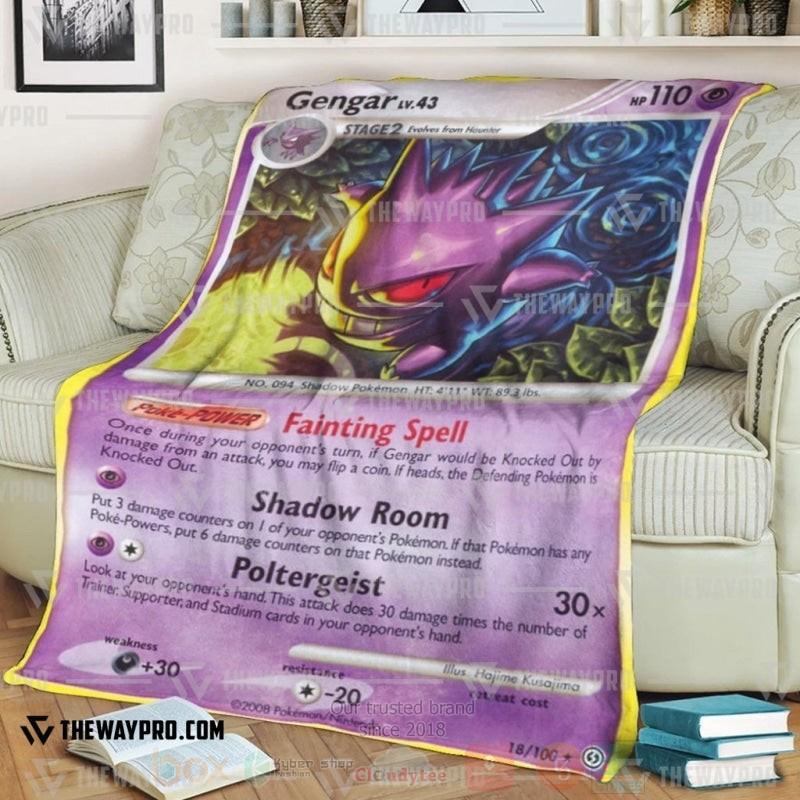 THEWAYPRO
Gengar LV.43
HP 110
STAGE2 Evolves from Haunter
NO. 094 Shadow Pokémon HT: 4'11" WT: 89.3 lbs.
Poké-POWER Fainting Spell
Once during your opponent's turn, if Gengar would be Knocked Out by
damage from an attack, you may flip a coin. If heads, the Defending Pokémon is
Knocked Out.
Shadow Room
Put 3 damage counters on 1 of your opponent's Pokémon. If that Pokémon has any
Poké-Powers, put 6 damage counters on that Pokémon instead.
Poltergeist 30x
Look at your opponent's hand. This attack does 30 damage times the number of
Trainer, Supporter, and Stadium cards in your opponent's hand.
weakness
+30
resistance
-20
Illus. Hajime Kusajima
retreat cost
©2008 Pokémon/Nintendo
18/100
Our trusted brand
since 2018
THEWAYPRO.COM
box
Kyber shop
fashion
Cloudytee